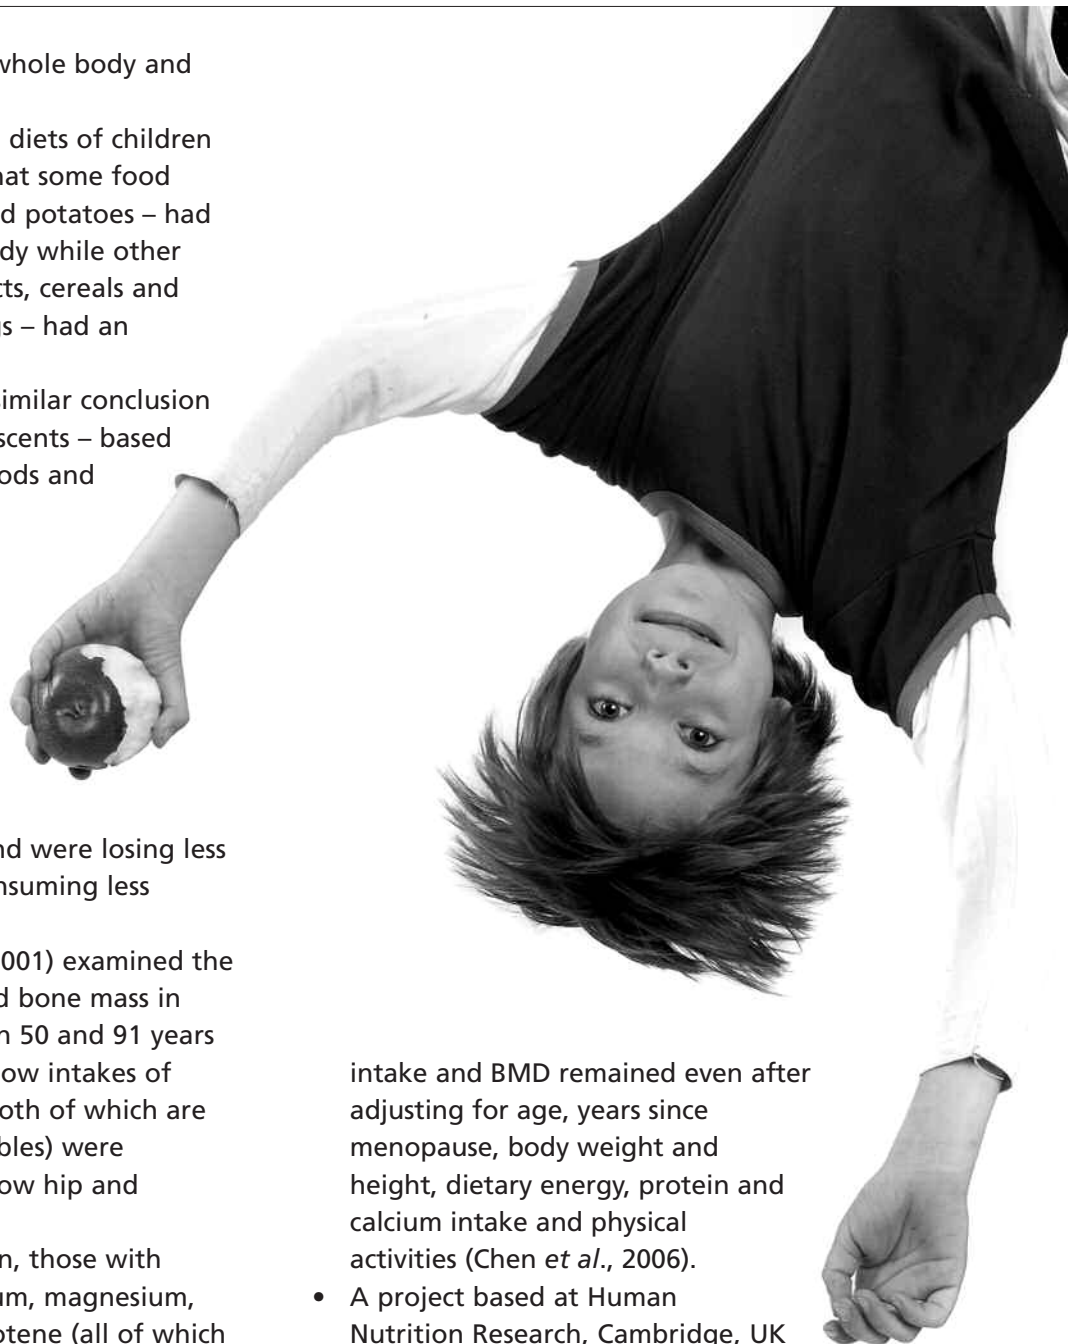 whole body and
diets of children
hat some food
d potatoes – had
dy while other
cts, cereals and
gs – had an
similar conclusion
scents – based
ods and
nd were losing less
nsuming less
001) examined the
d bone mass in
n 50 and 91 years
low intakes of
oth of which are
bles) were
low hip and
n, those with
um, magnesium,
otene (all of which
intake and BMD remained even after
adjusting for age, years since
menopause, body weight and
height, dietary energy, protein and
calcium intake and physical
activities (Chen et al., 2006).
• A project based at Human
Nutrition Research, Cambridge, UK